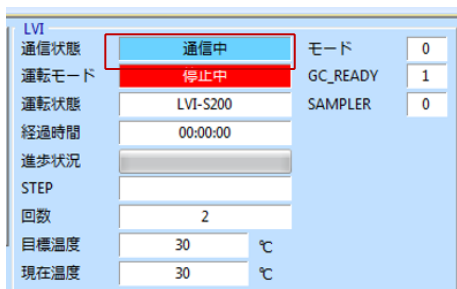 LVI
通信状態 通信中 モード 0
運転モード 停止中 GC_READY 1
運転状態 LVI-S200 SAMPLER 0
経過時間 00:00:00
進歩状況
STEP
回数 2
目標温度 30 ℃
現在温度 30 ℃